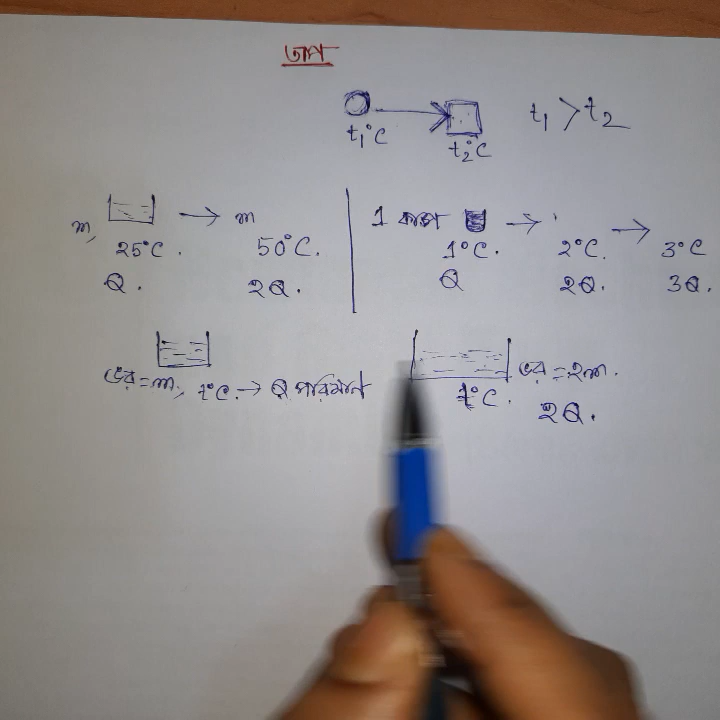 তাপ
t₁°C t₂°C t₁ > t₂
m, → m
25°C. 50°C.
Q. 2Q.
1 কাপ → →
1°C. 2°C. 3°C
Q 2Q. 3Q.
ভর = m, 1°C. → Q পরিমাণ
ভর = 2m.
1°C.
2Q.